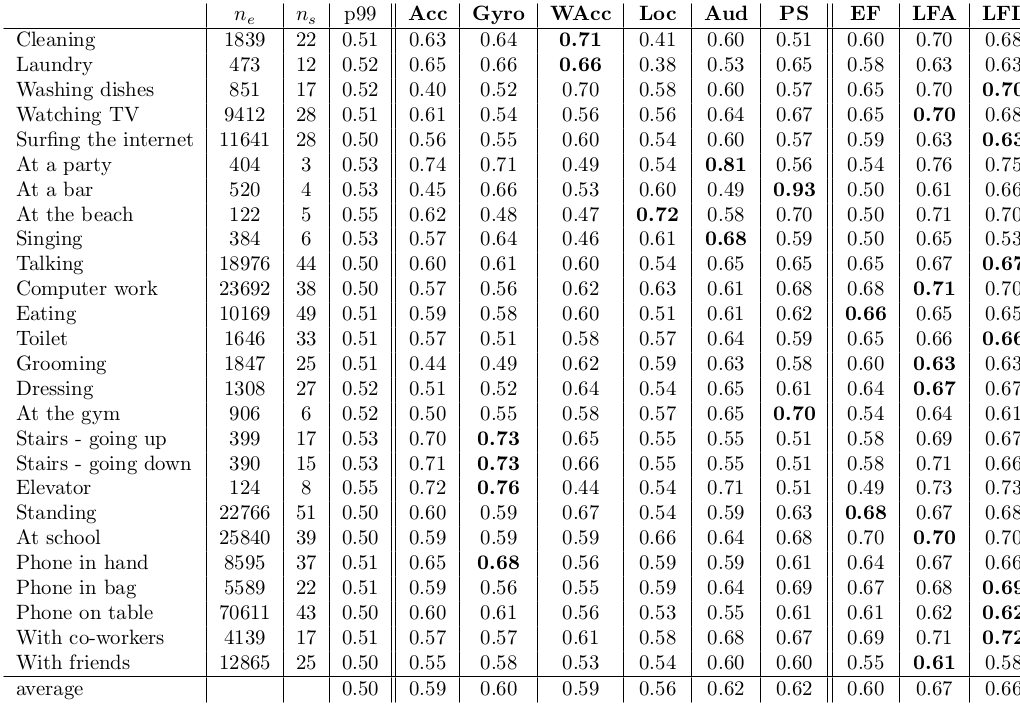 n_e n_s p99 Acc Gyro WAcc Loc Aud PS EF LFA
Cleaning 1839 22 0.51 0.63 0.64 0.71 0.41 0.60 0.51 0.60 0.70 0.68
Laundry 473 12 0.52 0.65 0.66 0.66 0.38 0.53 0.65 0.58 0.63 0.63
Washing dishes 851 17 0.52 0.40 0.52 0.70 0.58 0.60 0.57 0.65 0.70 0.70
Watching TV 9412 28 0.51 0.61 0.54 0.56 0.56 0.64 0.67 0.65 0.70 0.68
Surfing the internet 11641 28 0.50 0.56 0.55 0.60 0.54 0.60 0.57 0.59 0.63 0.63
At a party 404 3 0.53 0.74 0.71 0.49 0.54 0.81 0.56 0.54 0.76 0.75
At a bar 520 4 0.53 0.45 0.66 0.53 0.60 0.49 0.93 0.50 0.61 0.66
At the beach 122 5 0.55 0.62 0.48 0.47 0.72 0.58 0.70 0.50 0.71 0.70
Singing 384 6 0.53 0.57 0.64 0.46 0.61 0.68 0.59 0.50 0.65 0.53
Talking 18976 44 0.50 0.60 0.61 0.60 0.54 0.65 0.65 0.65 0.67 0.67
Computer work 23692 38 0.50 0.57 0.56 0.62 0.63 0.61 0.68 0.68 0.71 0.70
Eating 10169 49 0.51 0.59 0.58 0.60 0.51 0.61 0.62 0.66 0.65 0.65
Toilet 1646 33 0.51 0.57 0.51 0.58 0.57 0.64 0.59 0.65 0.66 0.66
Grooming 1847 25 0.51 0.44 0.49 0.62 0.59 0.63 0.58 0.60 0.63 0.63
Dressing 1308 27 0.52 0.51 0.52 0.64 0.54 0.65 0.61 0.64 0.67 0.67
At the gym 906 6 0.52 0.50 0.55 0.58 0.57 0.65 0.70 0.54 0.64 0.61
Stairs - going up 399 17 0.53 0.70 0.73 0.65 0.55 0.55 0.51 0.58 0.69 0.67
Stairs - going down 390 15 0.53 0.71 0.73 0.66 0.55 0.55 0.51 0.58 0.71 0.66
Elevator 124 8 0.55 0.72 0.76 0.44 0.54 0.71 0.51 0.49 0.73 0.73
Standing 22766 51 0.50 0.60 0.59 0.67 0.54 0.59 0.63 0.68 0.67 0.68
At school 25840 39 0.50 0.59 0.59 0.59 0.66 0.64 0.68 0.70 0.70 0.70
Phone in hand 8595 37 0.51 0.65 0.68 0.56 0.59 0.59 0.61 0.64 0.67 0.66
Phone in bag 5589 22 0.51 0.59 0.56 0.55 0.59 0.64 0.69 0.67 0.68 0.69
Phone on table 70611 43 0.50 0.60 0.61 0.56 0.53 0.55 0.61 0.61 0.62 0.62
With co-workers 4139 17 0.51 0.57 0.57 0.61 0.58 0.68 0.67 0.69 0.71 0.72
With friends 12865 25 0.50 0.55 0.58 0.53 0.54 0.60 0.60 0.55 0.61 0.58
average 0.50 0.59 0.60 0.59 0.56 0.62 0.62 0.60 0.67 0.66